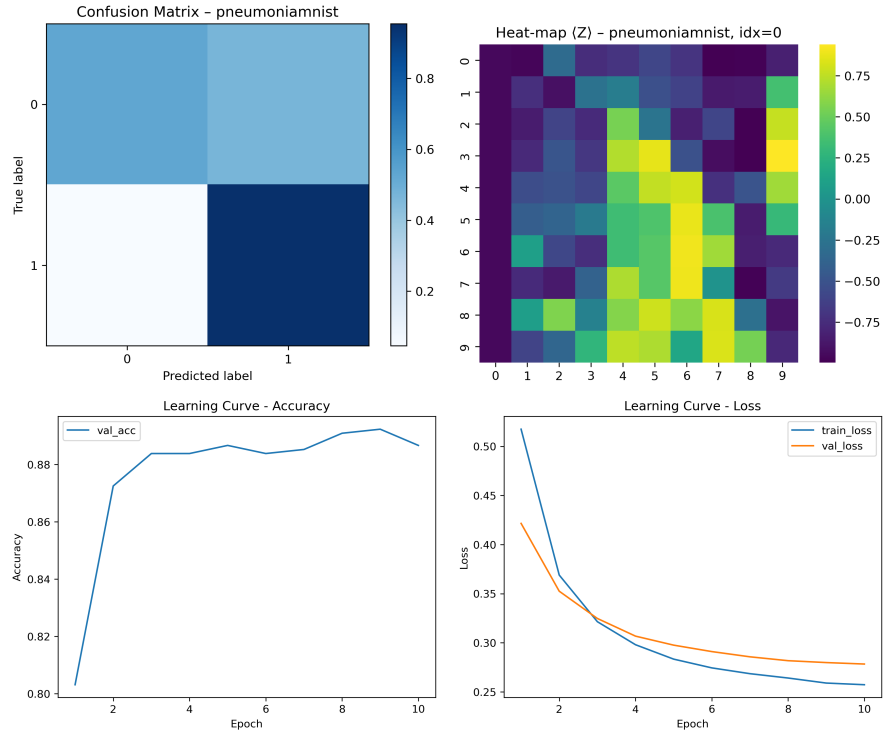 Confusion Matrix – pneumoniamnist
0
1
True label
0
1
Predicted label
0.8
0.6
0.4
0.2
Heat-map ⟨Z⟩ – pneumoniamnist, idx=0
0
1
2
3
4
5
6
7
8
9
0 1 2 3 4 5 6 7 8 9
0.75
0.50
0.25
0.00
−0.25
−0.50
−0.75
Learning Curve - Accuracy
val_acc
0.88
0.86
0.84
0.82
0.80
Accuracy
2 4 6 8 10
Epoch
Learning Curve - Loss
train_loss
val_loss
0.50
0.45
0.40
0.35
0.30
0.25
Loss
2 4 6 8 10
Epoch